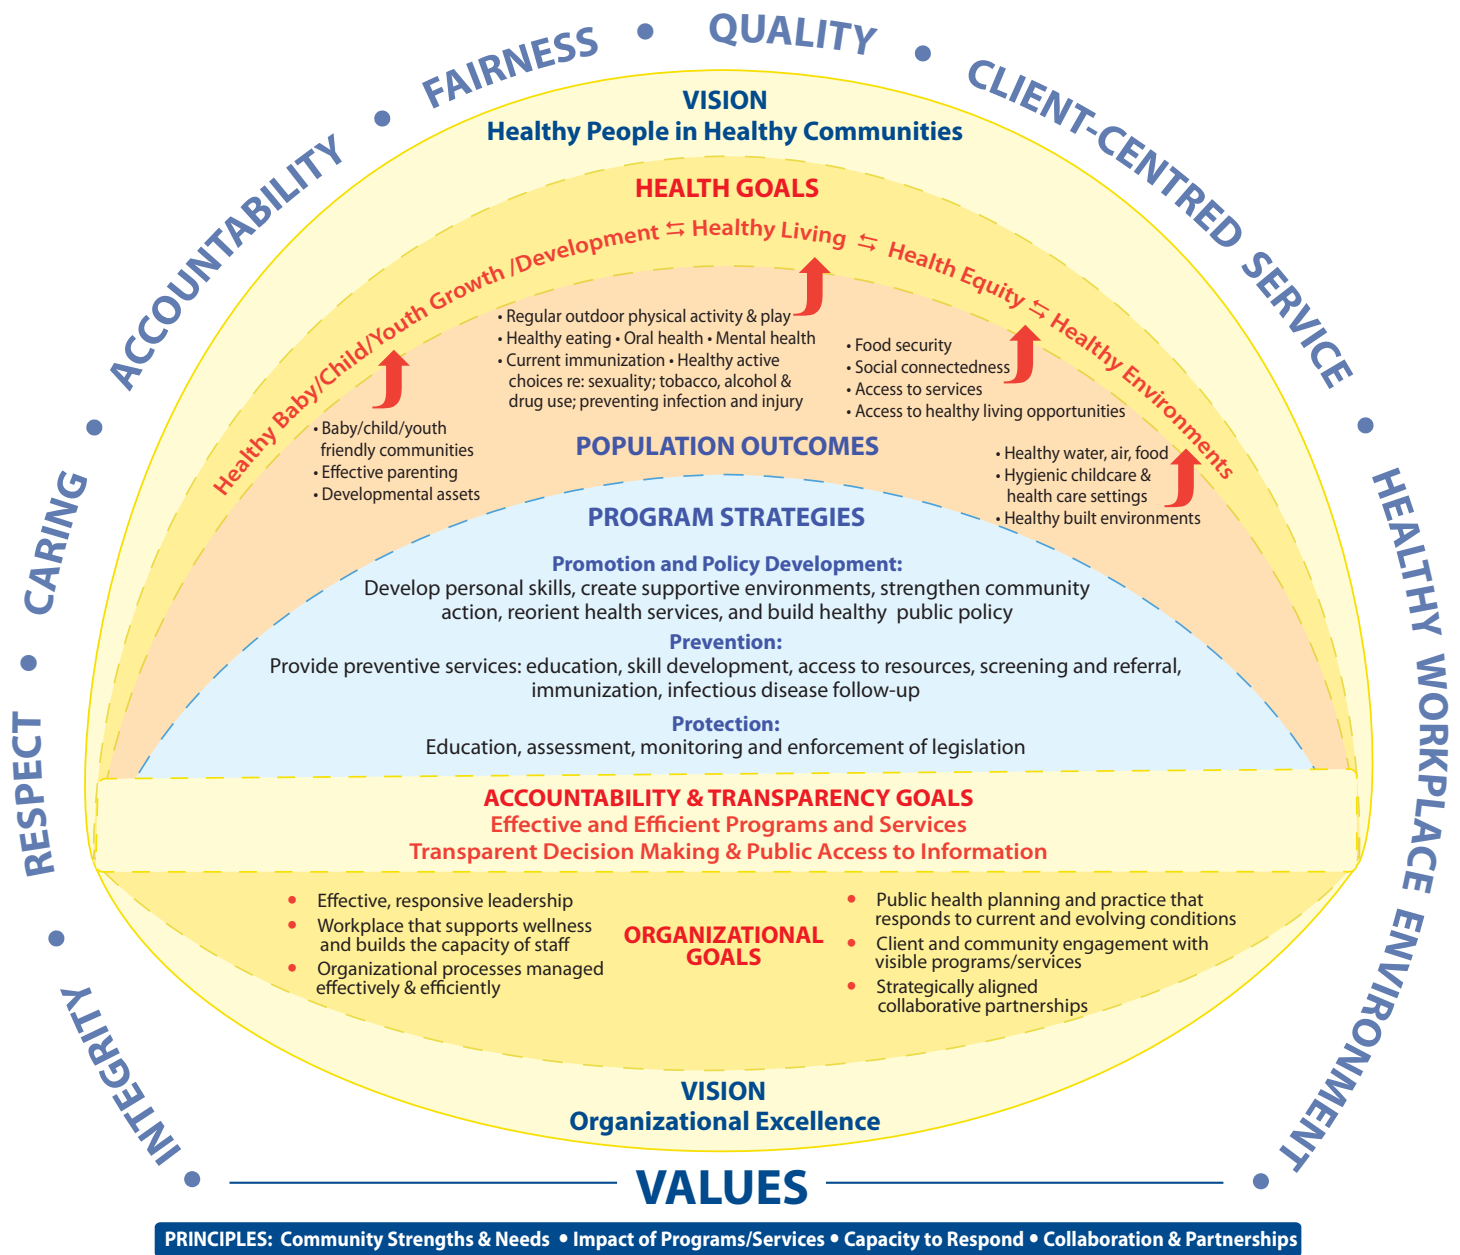 INTEGRITY • RESPECT • CARING • ACCOUNTABILITY • FAIRNESS • QUALITY • CLIENT-CENTRED SERVICE • HEALTHY WORKPLACE ENVIRONMENT •
VISION
Healthy People in Healthy Communities
HEALTH GOALS
Healthy Baby/Child/Youth Growth /Development ⇆ Healthy Living ⇆ Health Equity ⇆ Healthy Environments
• Baby/child/youth
friendly communities
• Effective parenting
• Developmental assets
• Regular outdoor physical activity & play
• Healthy eating • Oral health • Mental health
• Current immunization • Healthy active
choices re: sexuality; tobacco, alcohol &
drug use; preventing infection and injury
• Food security
• Social connectedness
• Access to services
• Access to healthy living opportunities
• Healthy water, air, food
• Hygienic childcare &
health care settings
• Healthy built environments
POPULATION OUTCOMES
PROGRAM STRATEGIES
Promotion and Policy Development:
Develop personal skills, create supportive environments, strengthen community
action, reorient health services, and build healthy public policy
Prevention:
Provide preventive services: education, skill development, access to resources, screening and referral,
immunization, infectious disease follow-up
Protection:
Education, assessment, monitoring and enforcement of legislation
ACCOUNTABILITY & TRANSPARENCY GOALS
Effective and Efficient Programs and Services
Transparent Decision Making & Public Access to Information
• Effective, responsive leadership
• Workplace that supports wellness
and builds the capacity of staff
• Organizational processes managed
effectively & efficiently
ORGANIZATIONAL
GOALS
• Public health planning and practice that
responds to current and evolving conditions
• Client and community engagement with
visible programs/services
• Strategically aligned
collaborative partnerships
VISION
Organizational Excellence
VALUES
PRINCIPLES: Community Strengths & Needs • Impact of Programs/Services • Capacity to Respond • Collaboration & Partnerships